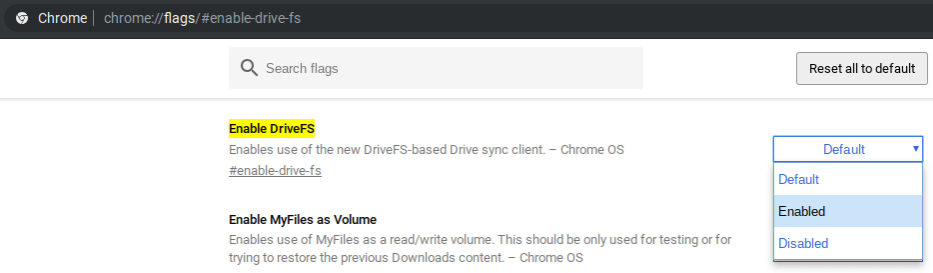 Chrome | chrome://flags/#enable-drive-fs
Search flags
Reset all to default
Enable DriveFS
Enables use of the new DriveFS-based Drive sync client. – Chrome OS
#enable-drive-fs
Default
Default
Enabled
Disabled
Enable MyFiles as Volume
Enables use of MyFiles as a read/write volume. This should be only used for testing or for
trying to restore the previous Downloads content. – Chrome OS